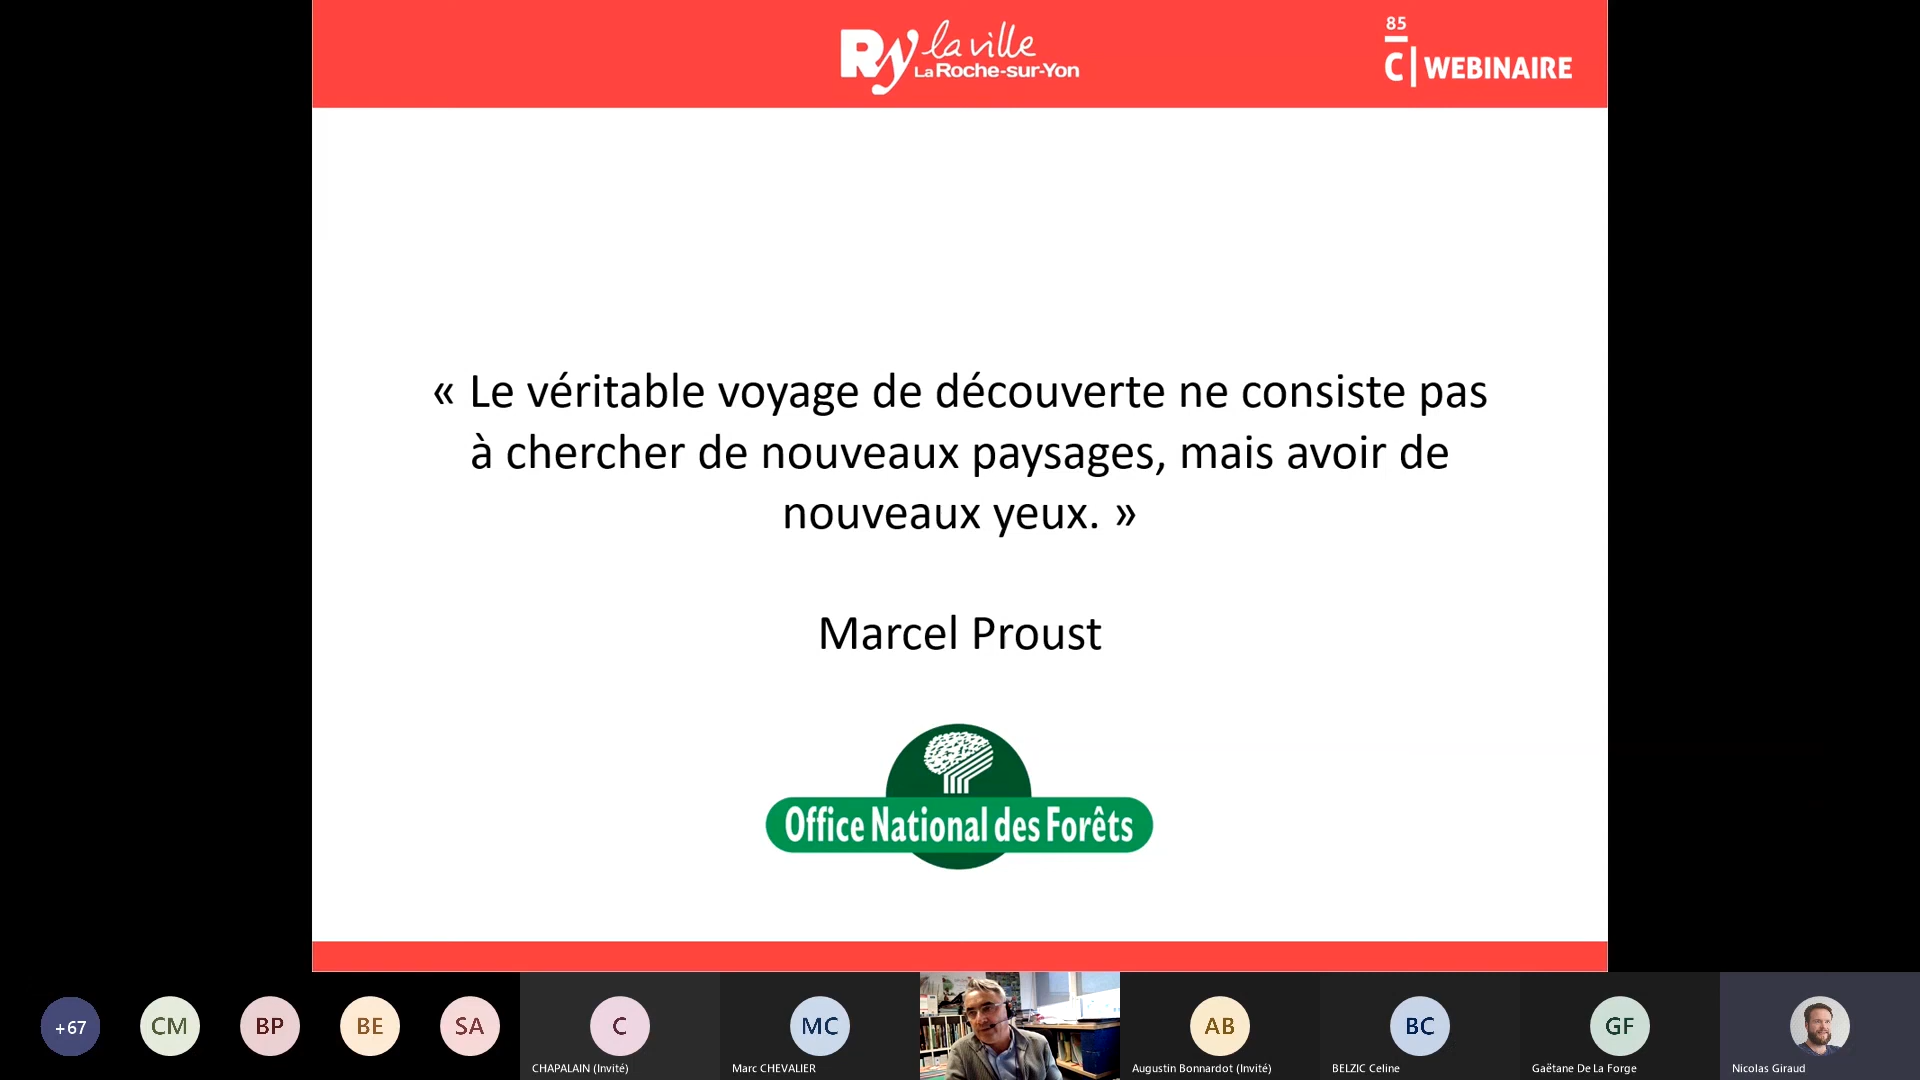 Ry la ville
La Roche-sur-Yon
85
C | WEBINAIRE
« Le véritable voyage de découverte ne consiste pas
à chercher de nouveaux paysages, mais avoir de
nouveaux yeux. »
Marcel Proust
Office National des Forêts
+67
CM
BP
BE
SA
C
MC
AB
BC
GF
CHAPALAIN (Invité)
Marc CHEVALIER
Augustin Bonnardot (Invité)
BELZIC Celine
Gaëtane De La Forge
Nicolas Giraud